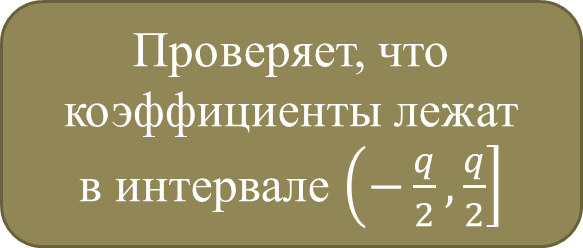 Проверяет, что
коэффициенты лежат
в интервале (−q/2, q/2]